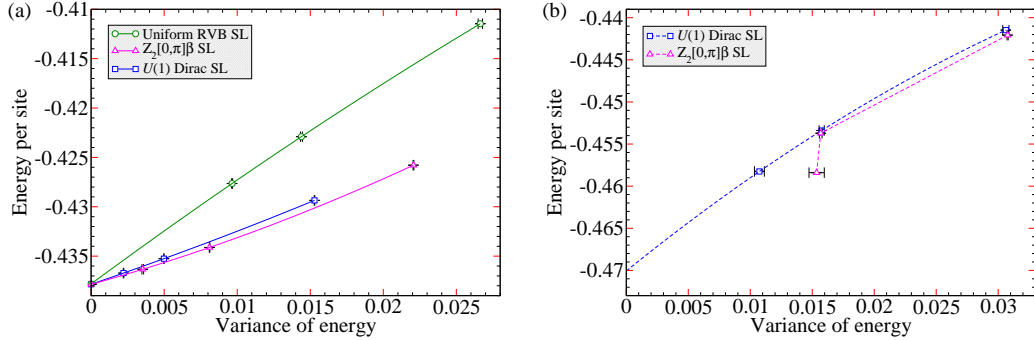 (a)
-0.41
-0.415
-0.42
-0.425
-0.43
-0.435
Energy per site
Uniform RVB SL
Z2[0,π]β SL
U(1) Dirac SL
0 0.005 0.01 0.015 0.02 0.025
Variance of energy
(b)
-0.44
-0.445
-0.45
-0.455
-0.46
-0.465
-0.47
Energy per site
U(1) Dirac SL
Z2[0,π]β SL
0 0.005 0.01 0.015 0.02 0.025 0.03
Variance of energy